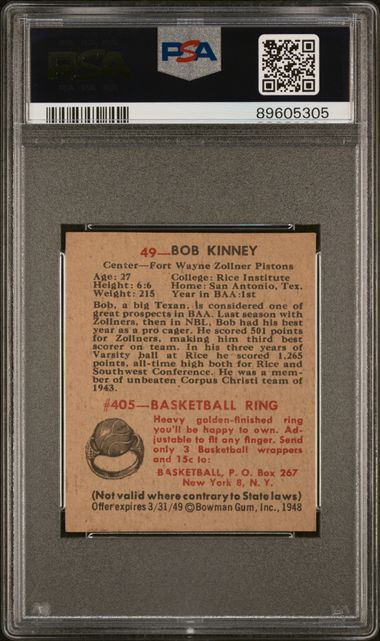 PSA
PSA
89605305
49—BOB KINNEY
Center—Fort Wayne Zollner Pistons
Age: 27 College: Rice Institute
Height: 6:6 Home: San Antonio, Tex.
Weight: 215 Year in BAA:1st
Bob, a big Texan. Is considered one of
great prospects in BAA. Last season with
Zollners, then in NBL, Bob had his best
year as a pro cager. He scored 501 points
for Zollners, making him third best
scorer on team. In his three years of
Varsity ball at Rice he scored 1,265
points, all-time high both for Rice and
Southwest Conference. He was a mem-
ber of unbeaten Corpus Christi team of
1943.
#405—BASKETBALL RING
Heavy golden-finished ring
you'll be happy to own. Ad-
justable to fit any finger. Send
only 3 Basketball wrappers
and 15c to:
BASKETBALL, P. O. Box 267
New York 8, N. Y.
(Not valid where contrary to State laws)
Offer expires 3/31/49 ©Bowman Gum, Inc., 1948